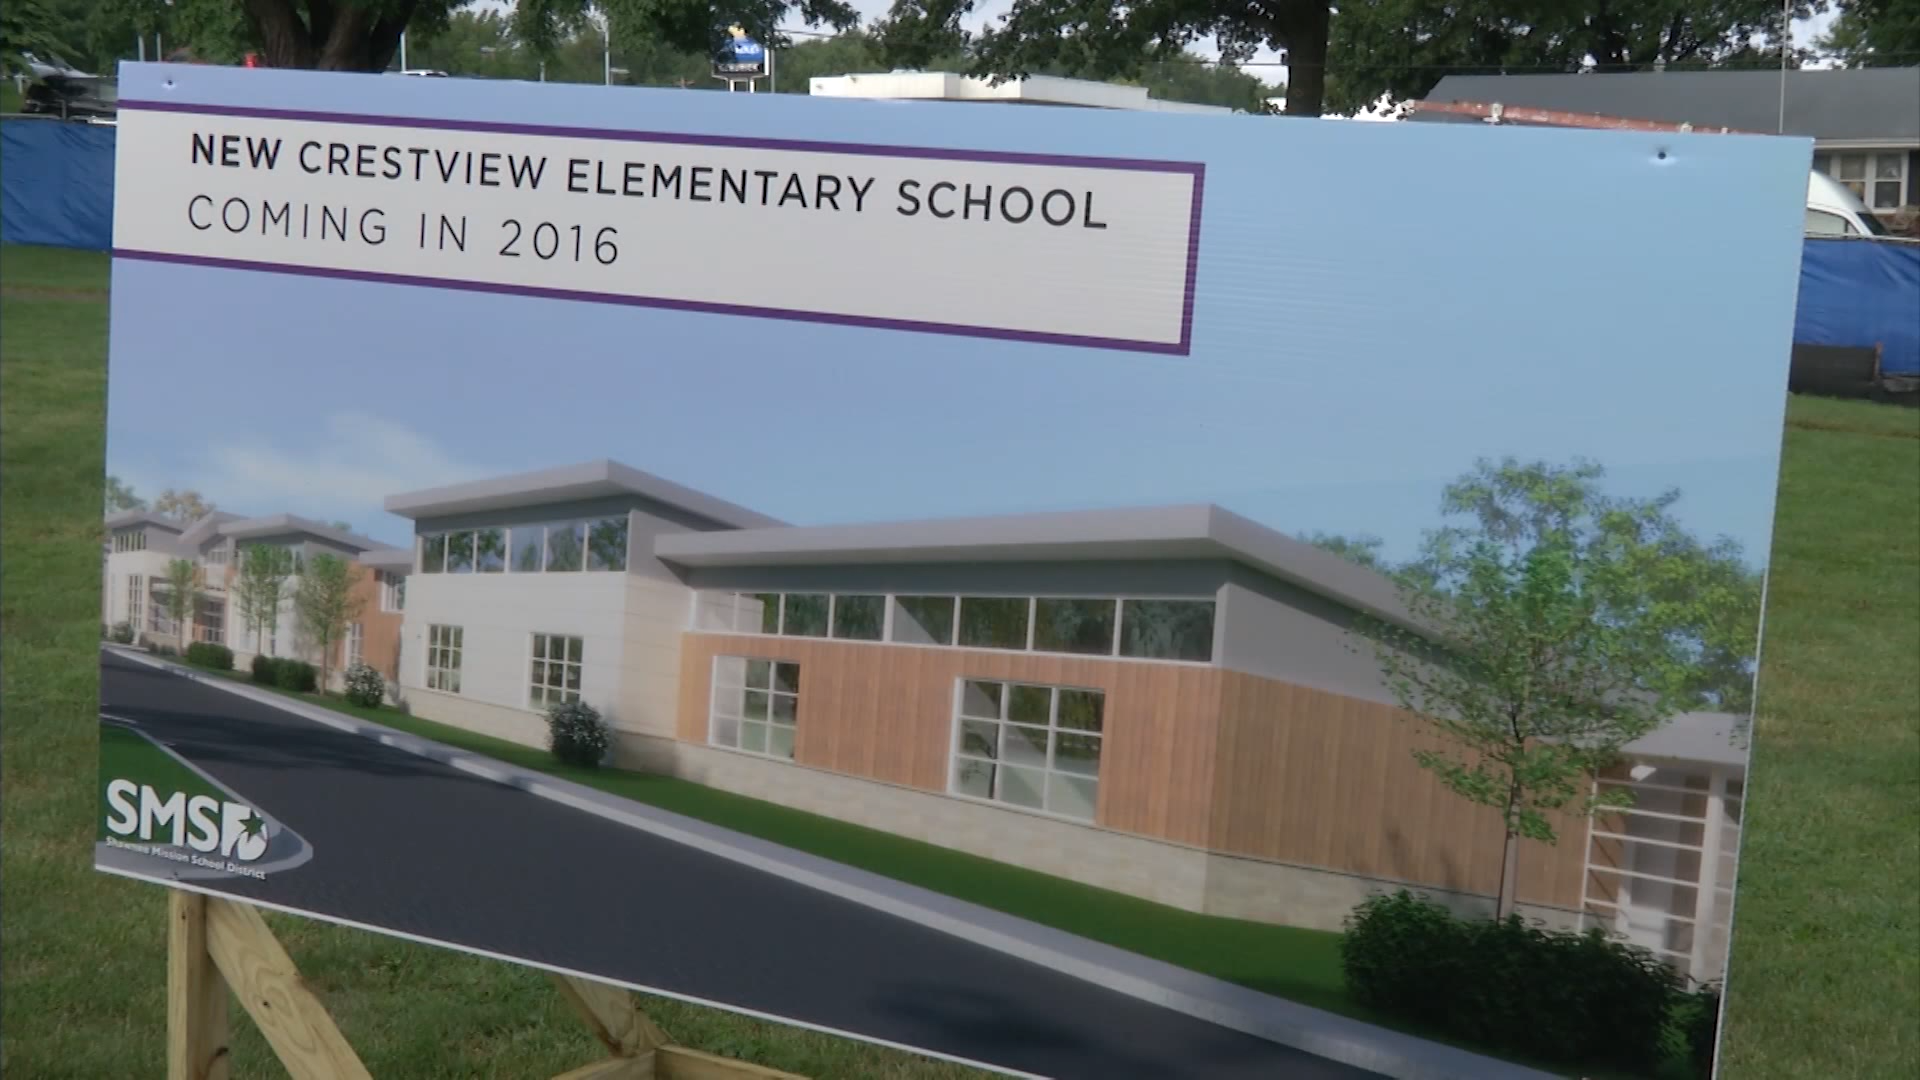 NEW CRESTVIEW ELEMENTARY SCHOOL
COMING IN 2016
SMSD
Shawnee Mission School District